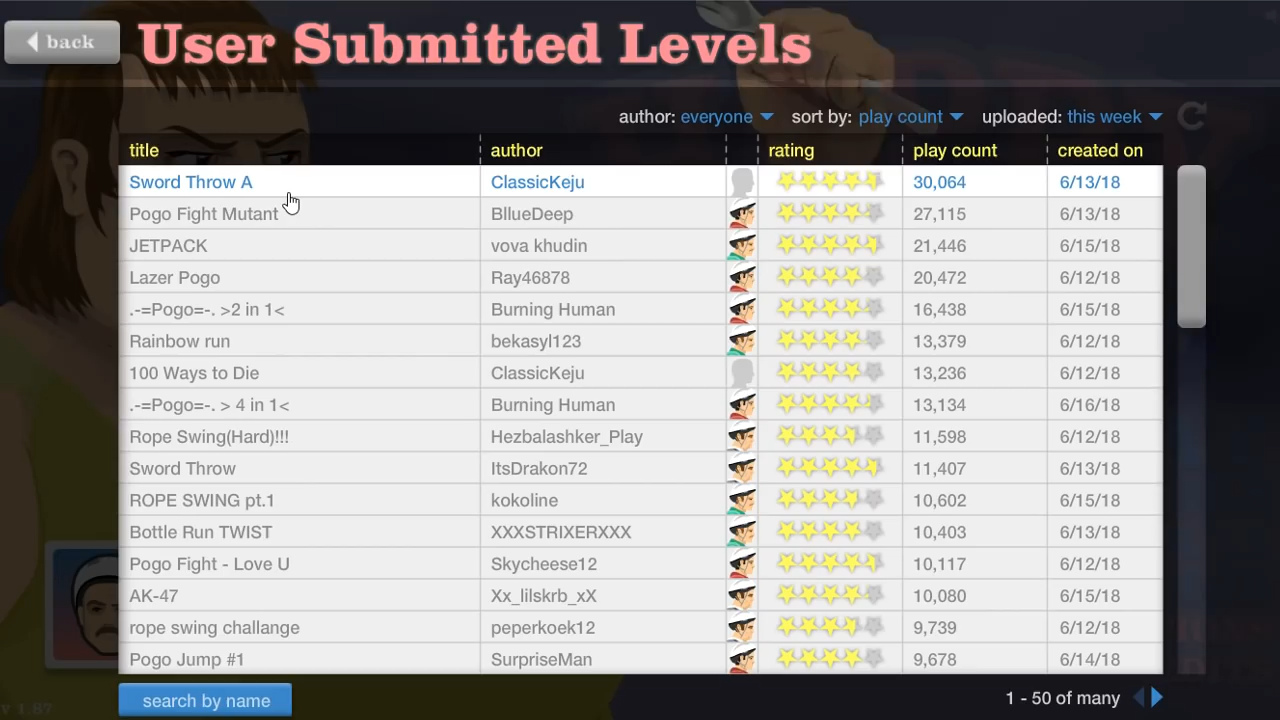 back
User Submitted Levels
author: everyone sort by: play count uploaded: this week
title author rating play count created on
Sword Throw A ClassicKeju 30,064 6/13/18
Pogo Fight Mutant BllueDeep 27,115 6/13/18
JETPACK vova khudin 21,446 6/15/18
Lazer Pogo Ray46878 20,472 6/12/18
.-=Pogo=-. >2 in 1< Burning Human 16,438 6/15/18
Rainbow run bekasyl123 13,379 6/12/18
100 Ways to Die ClassicKeju 13,236 6/12/18
.-=Pogo=-. > 4 in 1< Burning Human 13,134 6/16/18
Rope Swing(Hard)!!! Hezbalashker_Play 11,598 6/12/18
Sword Throw ItsDrakon72 11,407 6/13/18
ROPE SWING pt.1 kokoline 10,602 6/15/18
Bottle Run TWIST XXXSTRIXERXXX 10,403 6/13/18
Pogo Fight - Love U Skycheese12 10,117 6/12/18
AK-47 Xx_lilskrb_xX 10,080 6/15/18
rope swing challange peperkoek12 9,739 6/12/18
Pogo Jump #1 SurpriseMan 9,678 6/14/18
search by name 1 - 50 of many
v 1.87